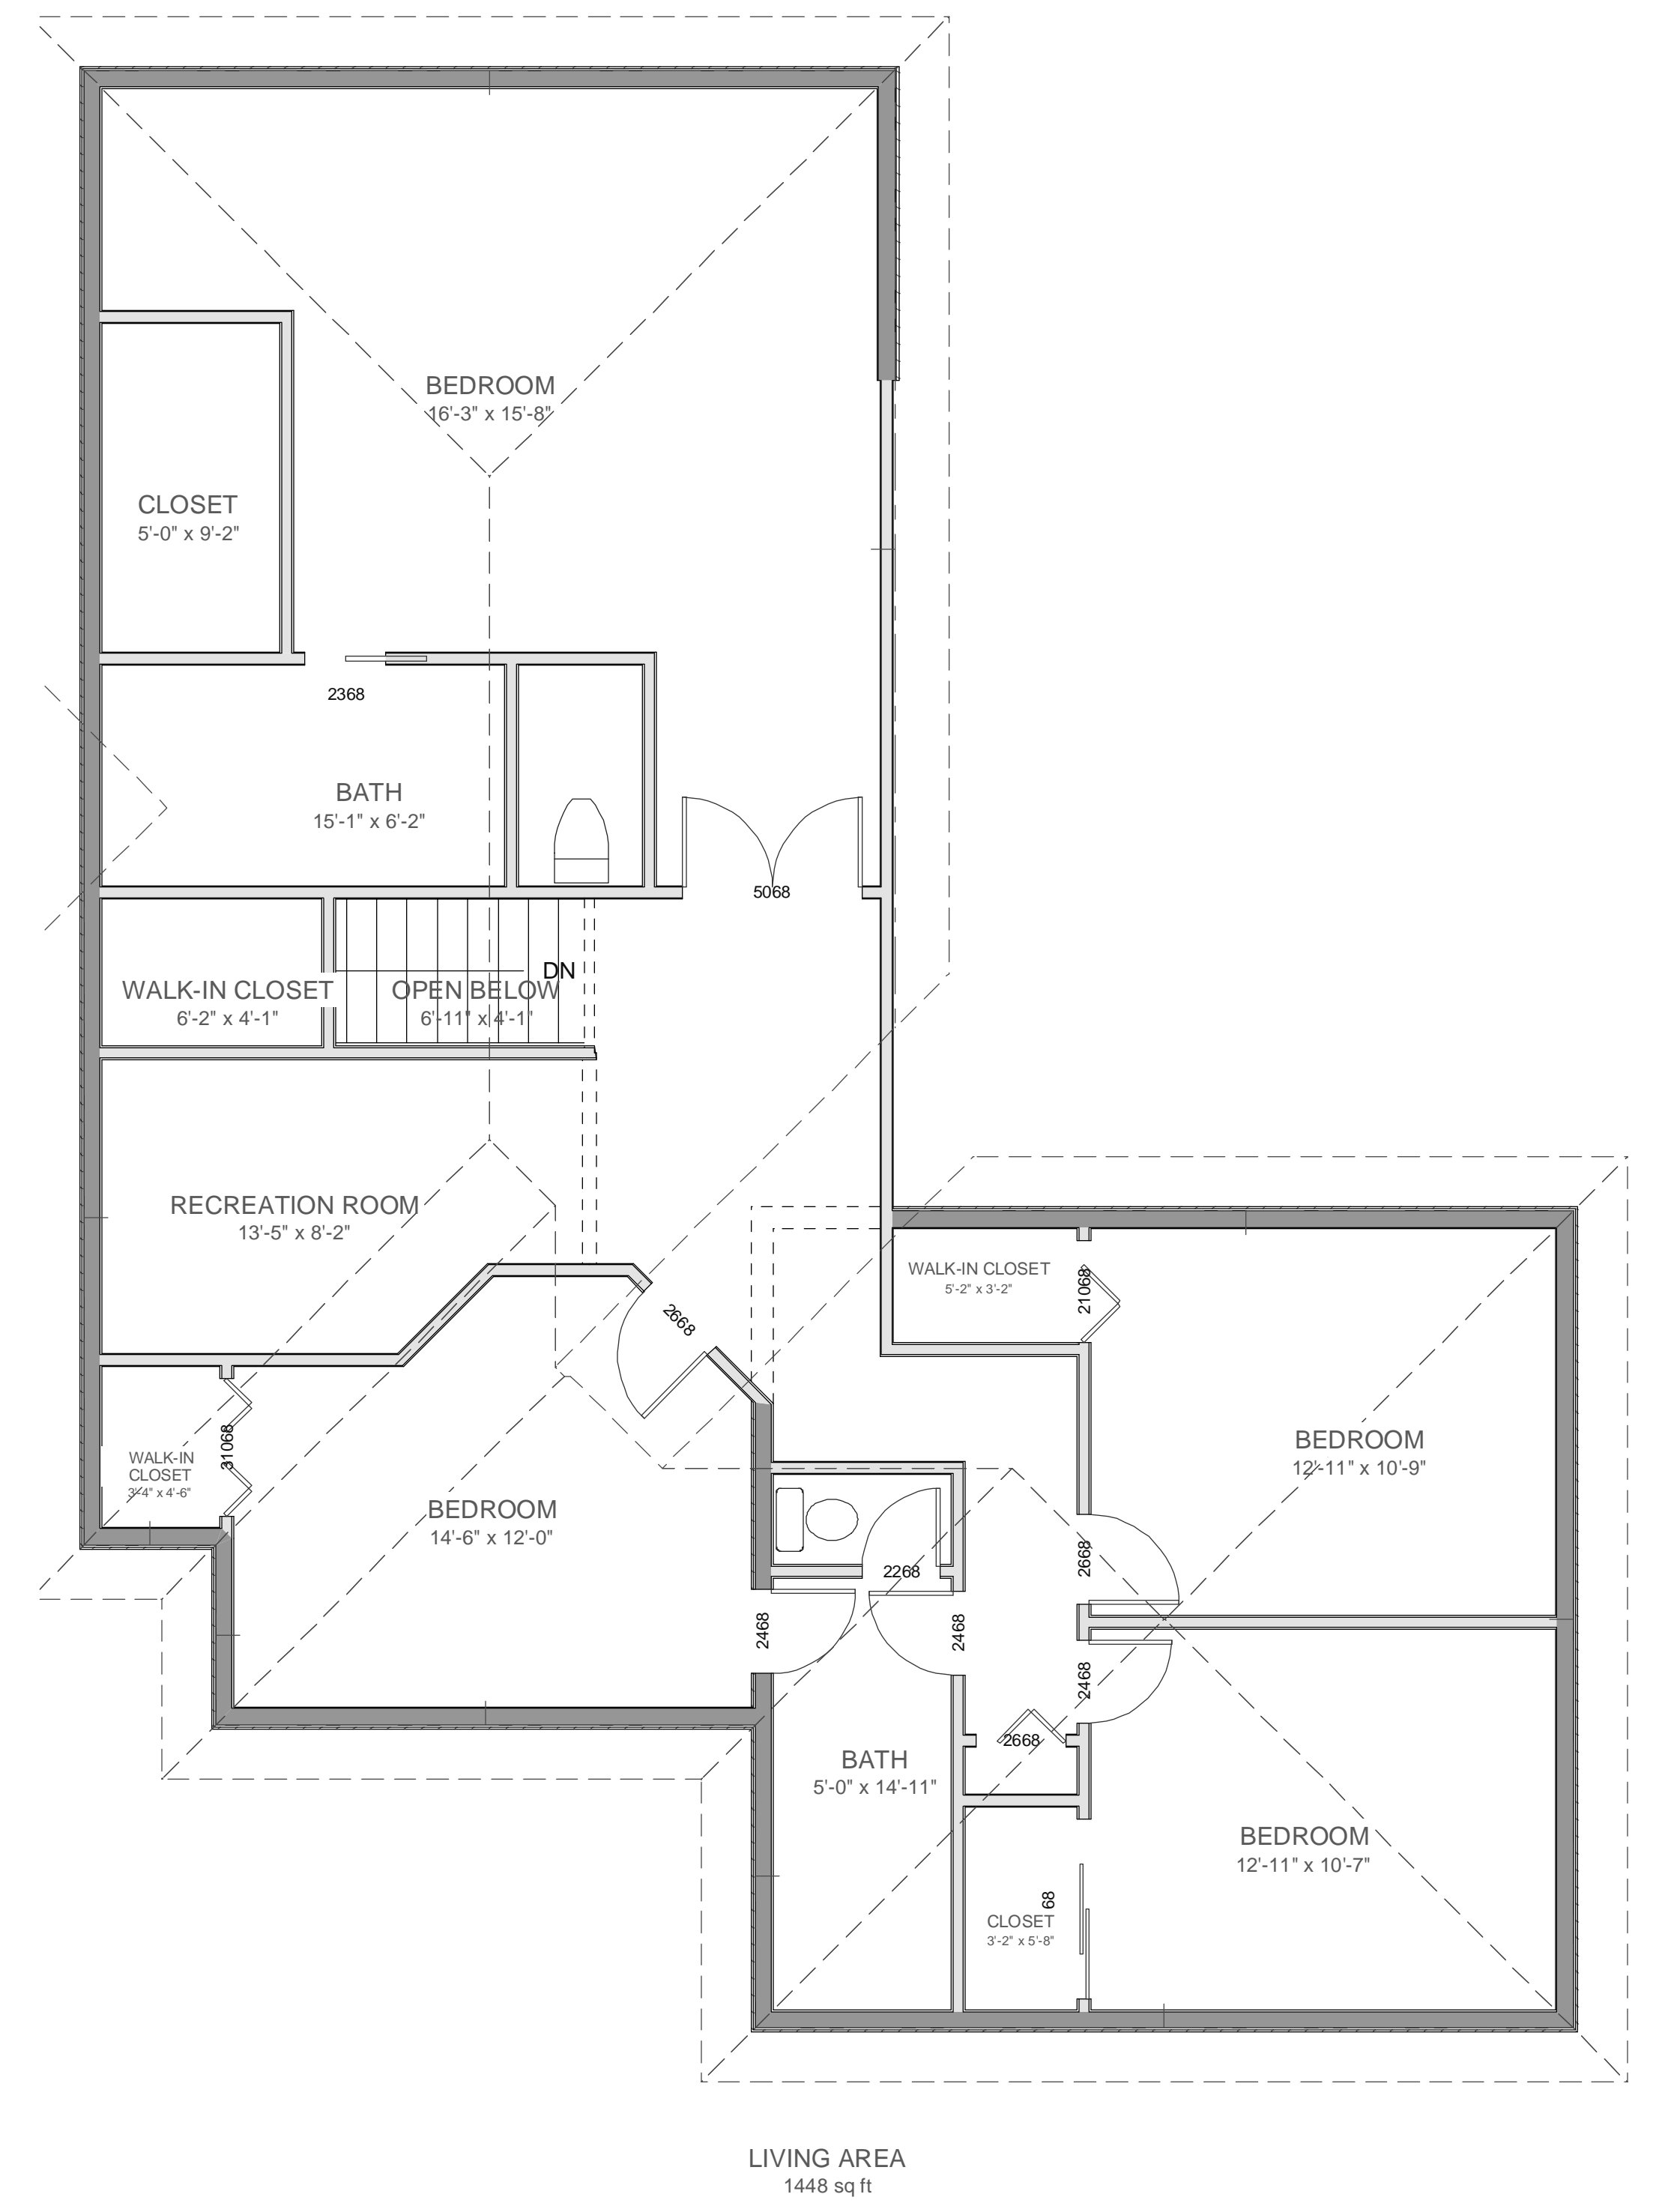 BEDROOM
16'-3" x 15'-8"
CLOSET
5'-0" x 9'-2"
2368
BATH
15'-1" x 6'-2"
5068
DN
WALK-IN CLOSET
6'-2" x 4'-1"
OPEN BELOW
6'-11" x 4'-1"
RECREATION ROOM
13'-5" x 8'-2"
WALK-IN CLOSET
5'-2" x 3'-2"
21068
2668
31068
WALK-IN
CLOSET
3'-4" x 4'-6"
BEDROOM
14'-6" x 12'-0"
BEDROOM
12'-11" x 10'-9"
2668
2268
2468
2468
2468
2668
BATH
5'-0" x 14'-11"
BEDROOM
12'-11" x 10'-7"
68
CLOSET
3'-2" x 5'-8"
LIVING AREA
1448 sq ft